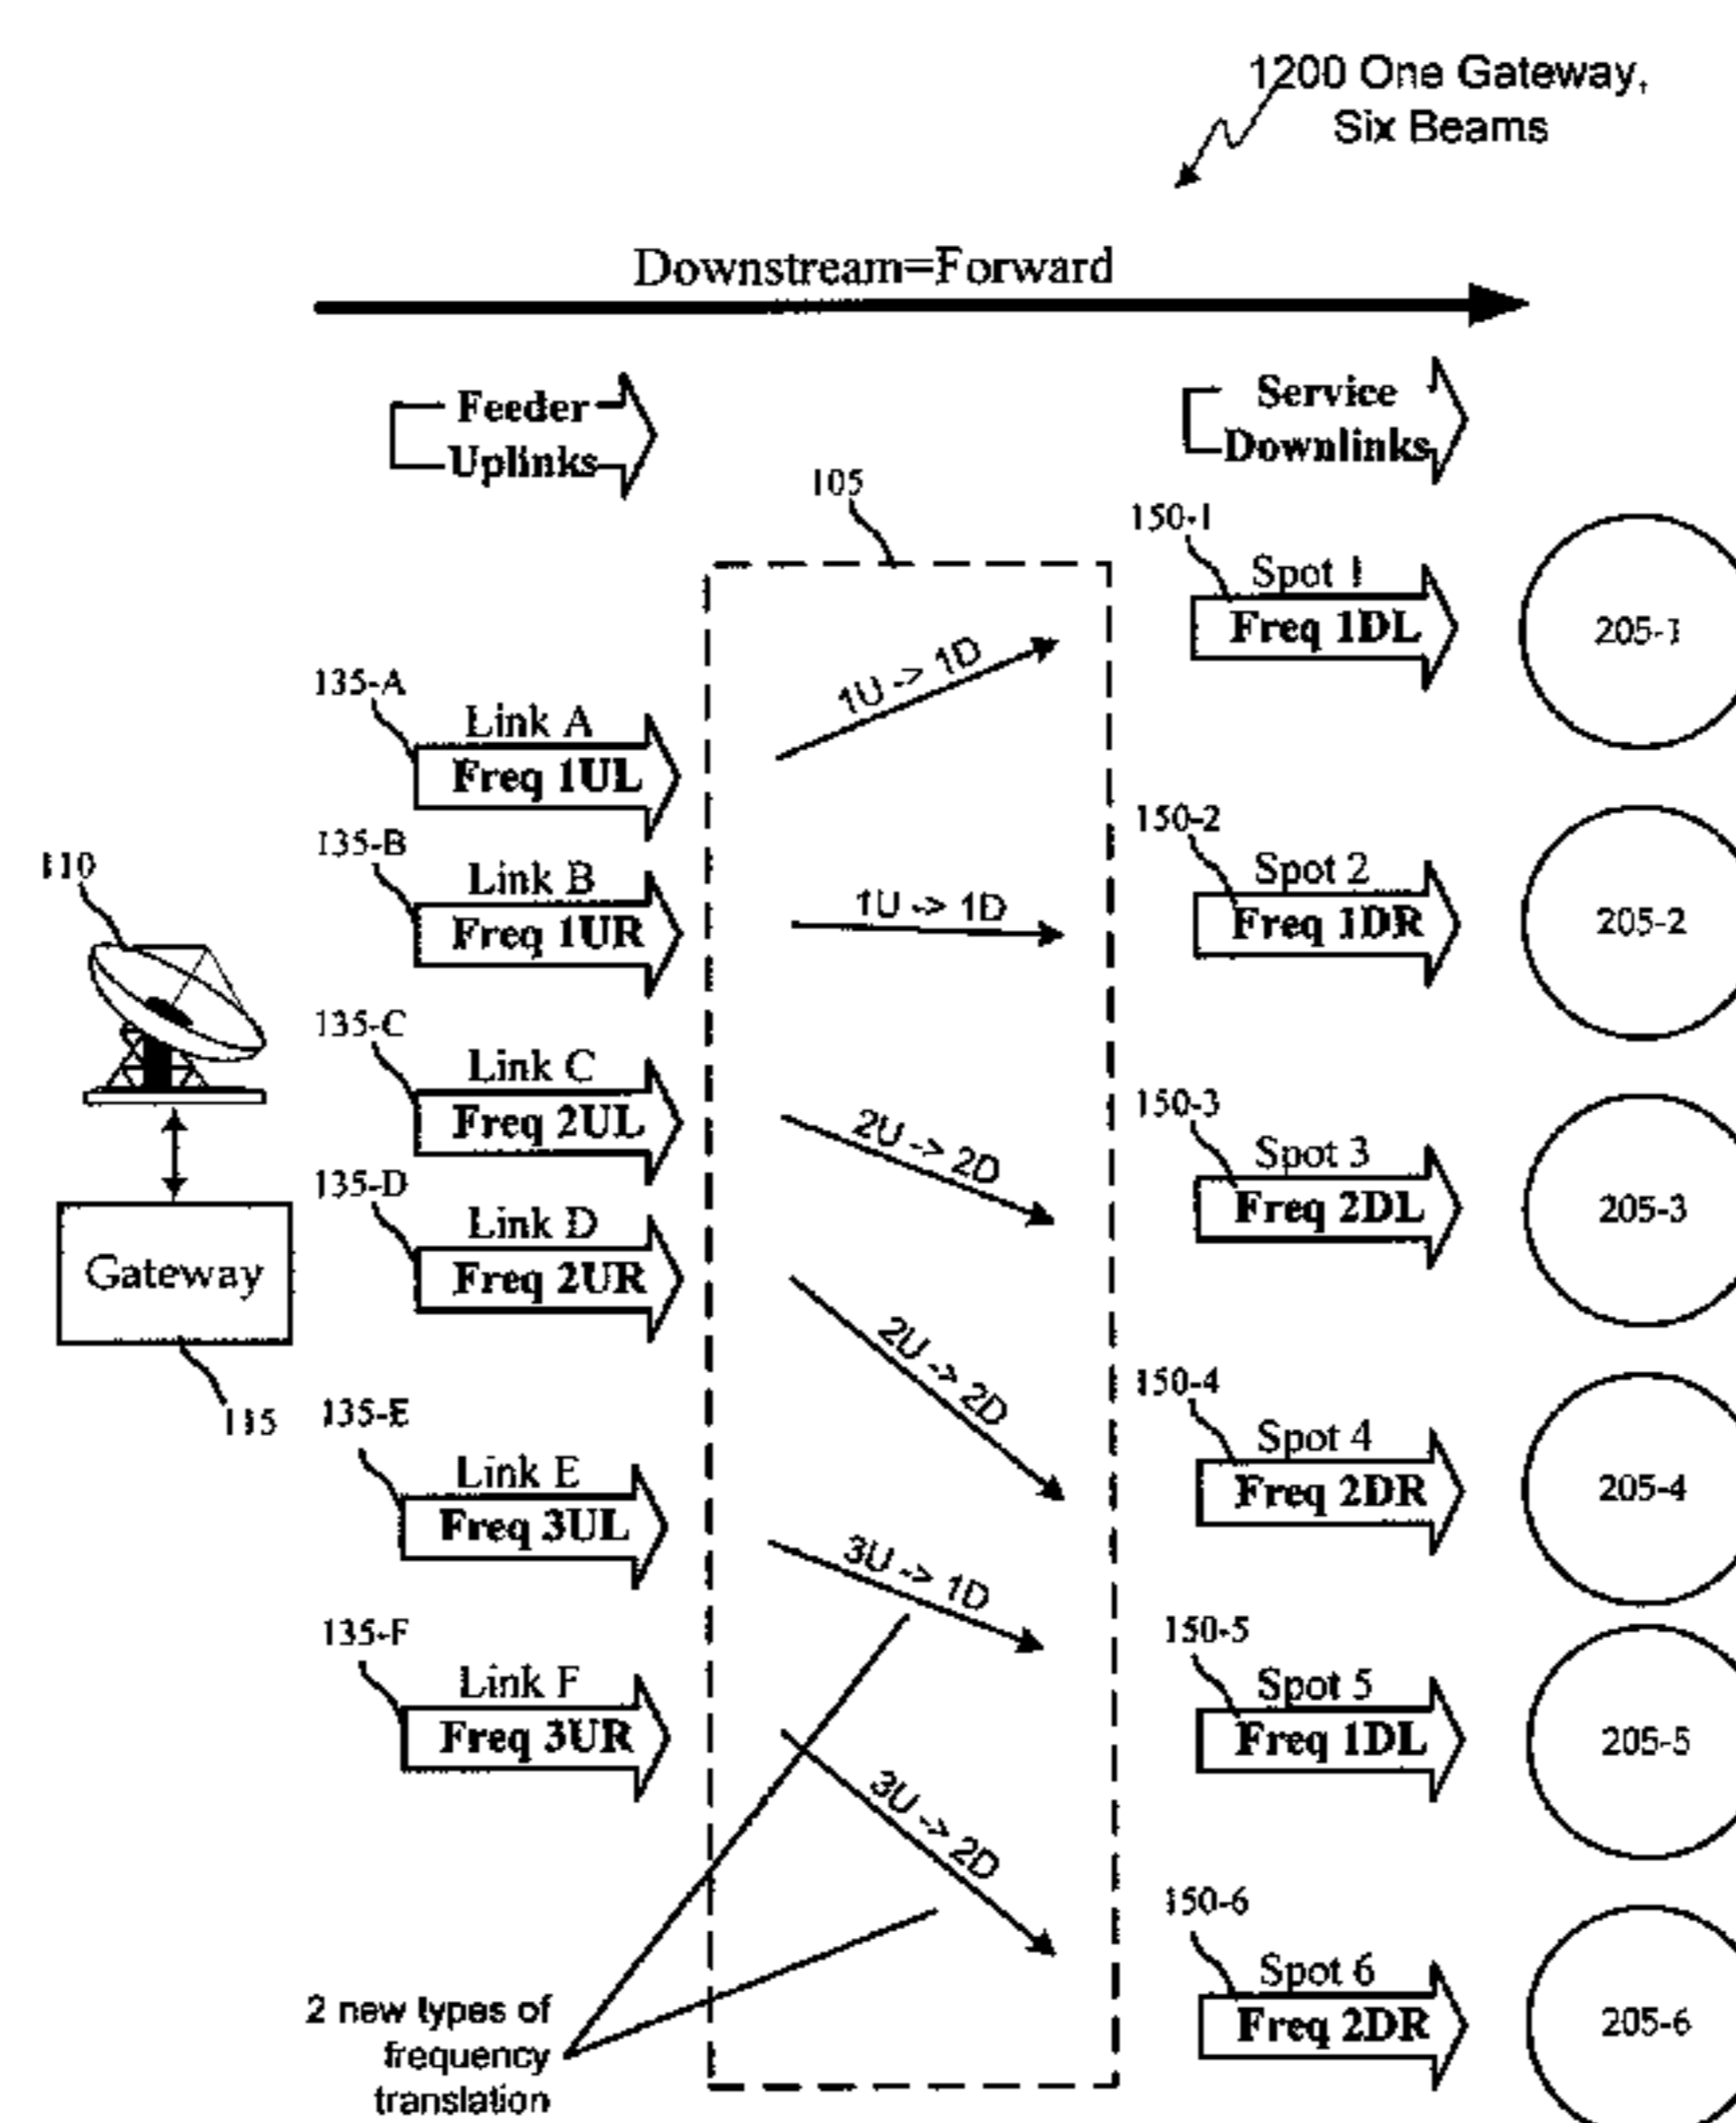 1200 One Gateway,
Six Beams
Downstream=Forward
Feeder
Uplinks
Service
Downlinks
105
150-1
Spot 1
Freq 1DL
205-1
1U -> 1D
135-A
Link A
Freq 1UL
150-2
Spot 2
Freq 1DR
205-2
1U -> 1D
135-B
Link B
Freq 1UR
110
135-C
Link C
Freq 2UL
2U -> 2D
150-3
Spot 3
Freq 2DL
205-3
135-D
Link D
Freq 2UR
Gateway
115
2U -> 2D
150-4
Spot 4
Freq 2DR
205-4
135-E
Link E
Freq 3UL
3U -> 1D
150-5
Spot 5
Freq 1DL
205-5
135-F
Link F
Freq 3UR
3U -> 2D
150-6
Spot 6
Freq 2DR
205-6
2 new types of
frequency
translation